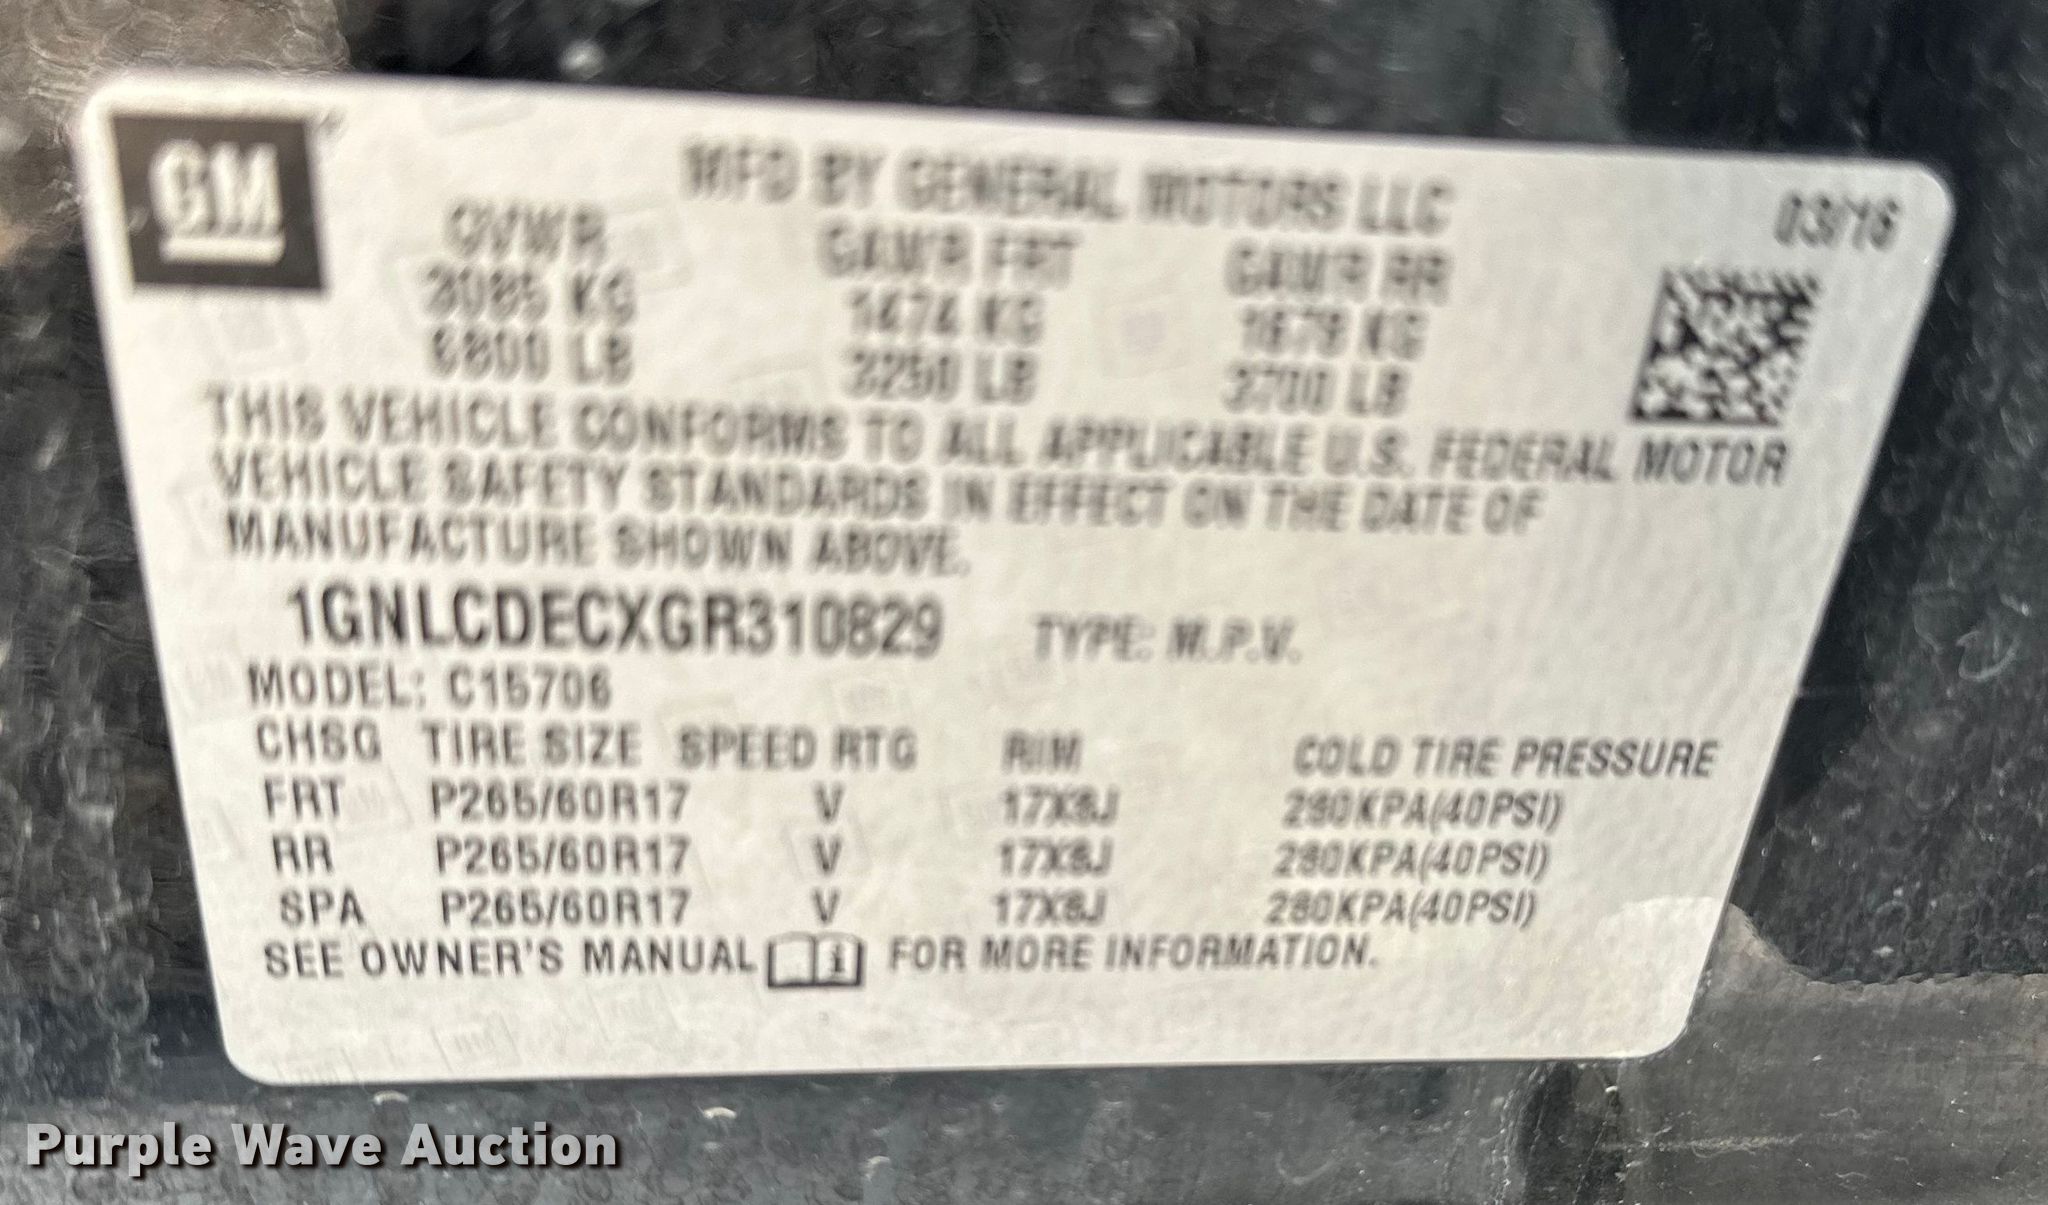 GM
MFD BY GENERAL MOTORS LLC
03/16
GVWR GAWR FRT GAWR RR
3085 KG 1474 KG 1678 KG
6800 LB 3250 LB 3700 LB
THIS VEHICLE CONFORMS TO ALL APPLICABLE U.S. FEDERAL MOTOR
VEHICLE SAFETY STANDARDS IN EFFECT ON THE DATE OF
MANUFACTURE SHOWN ABOVE.
1GNLCDECXGR310829 TYPE: M.P.V.
MODEL: C15706
CHSG TIRE SIZE SPEED RTG RIM COLD TIRE PRESSURE
FRT P265/60R17 V 17X8J 280KPA(40PSI)
RR P265/60R17 V 17X8J 280KPA(40PSI)
SPA P265/60R17 V 17X8J 280KPA(40PSI)
SEE OWNER'S MANUAL i FOR MORE INFORMATION.
Purple Wave Auction